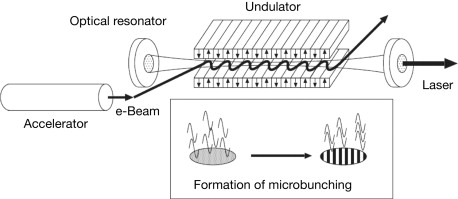 Undulator
Optical resonator
Laser
e-Beam
Accelerator
Formation of microbunching